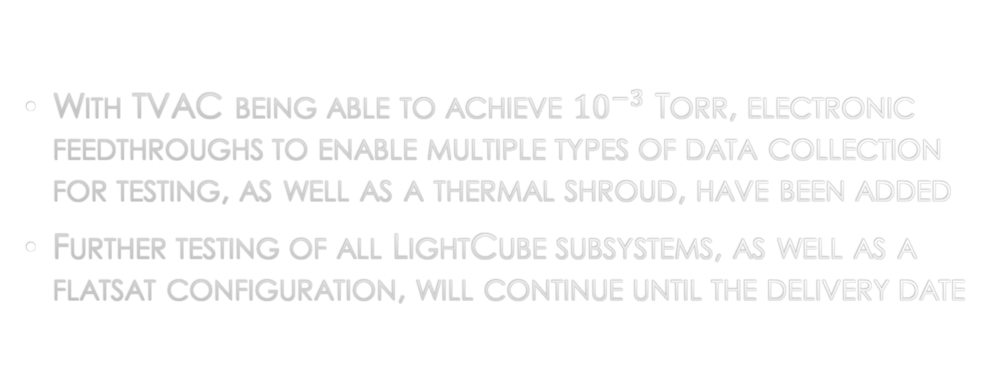 • With TVAC being able to achieve 10⁻³ Torr, electronic
feedthroughs to enable multiple types of data collection
for testing, as well as a thermal shroud, have been added
• Further testing of all LightCube subsystems, as well as a
flatsat configuration, will continue until the delivery date